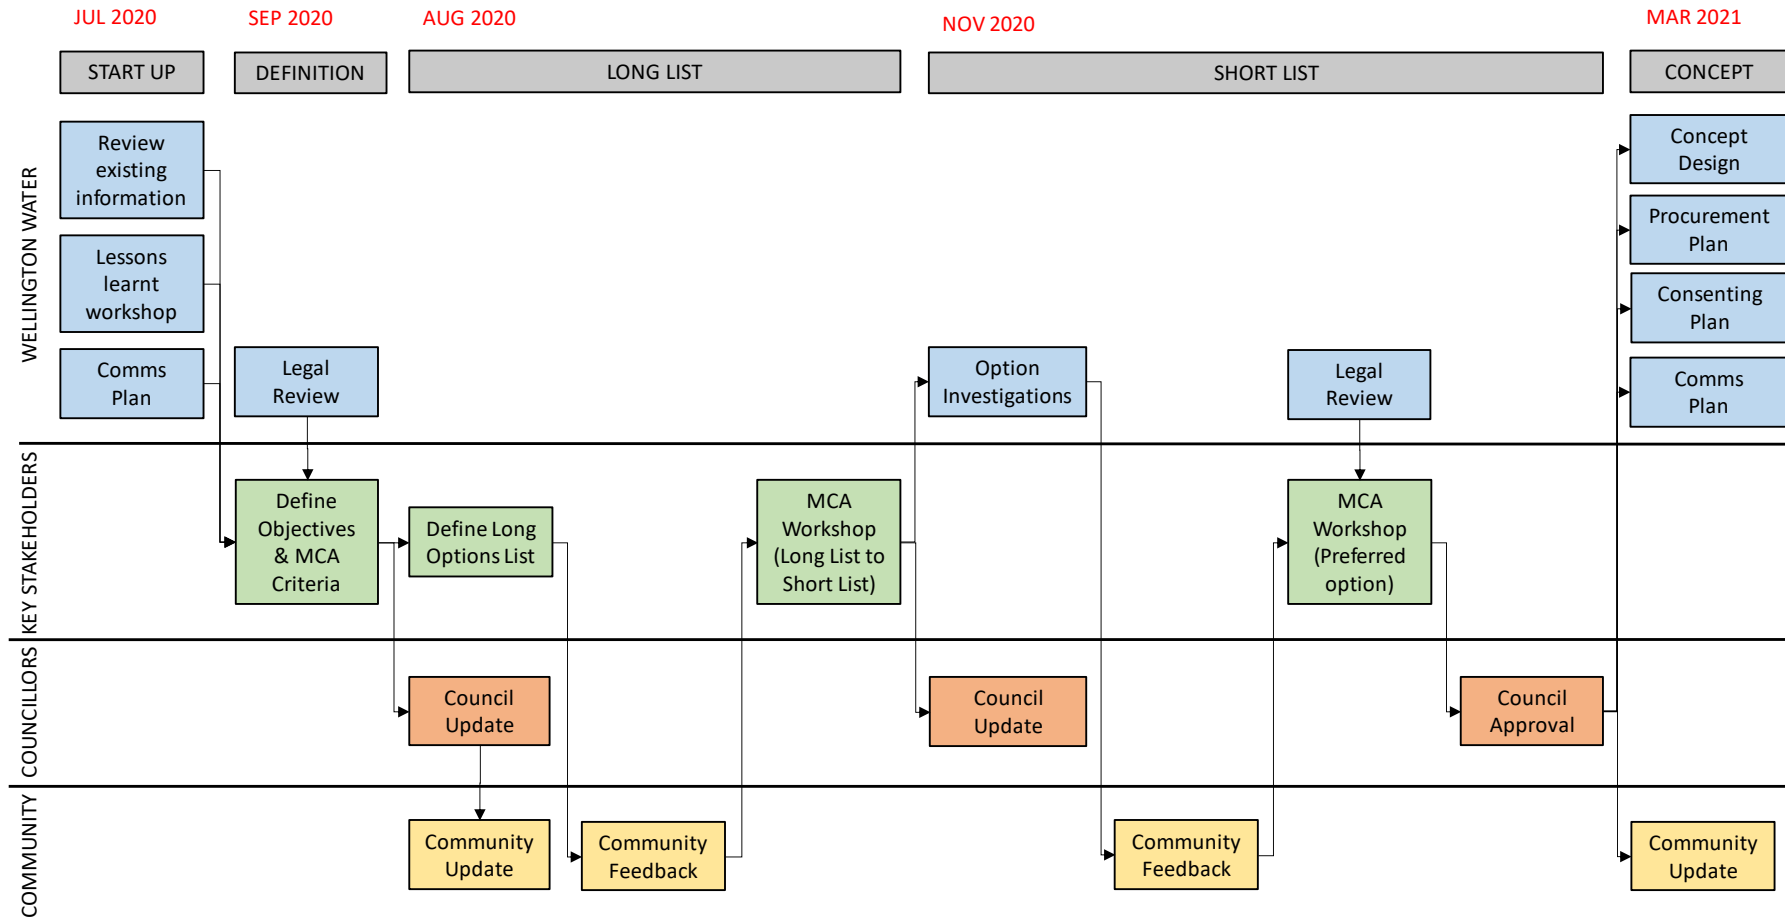 JUL 2020
SEP 2020
AUG 2020
NOV 2020
MAR 2021
START UP
DEFINITION
LONG LIST
SHORT LIST
CONCEPT
WELLINGTON WATER
Review
existing
information
Lessons
learnt
workshop
Comms
Plan
Legal
Review
Option
Investigations
Legal
Review
Concept
Design
Procurement
Plan
Consenting
Plan
Comms
Plan
KEY STAKEHOLDERS
Define
Objectives
& MCA
Criteria
Define Long
Options List
MCA
Workshop
(Long List to
Short List)
MCA
Workshop
(Preferred
option)
COUNCILLORS
Council
Update
Council
Update
Council
Approval
COMMUNITY
Community
Update
Community
Feedback
Community
Feedback
Community
Update